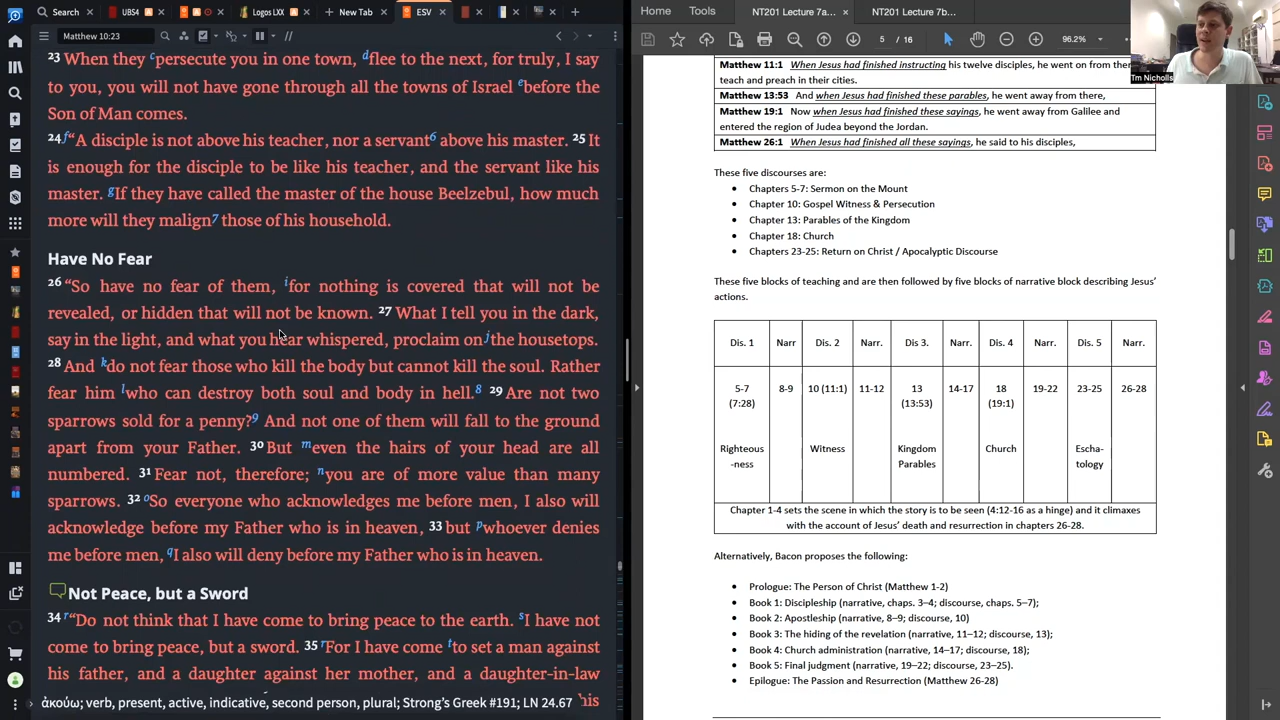 Search
UBS4
Logos LXX
New Tab
ESV
Matthew 10:23
23 When they cpersecute you in one town, dflee to the next, for truly, I say
to you, you will not have gone through all the towns of Israel ebefore the
Son of Man comes.
24 f“A disciple is not above his teacher, nor a servant6 above his master. 25 It
is enough for the disciple to be like his teacher, and the servant like his
master. gIf they have called the master of the house Beelzebul, how much
more will they malign7 those of his household.
Have No Fear
26 “So have no fear of them, ifor nothing is covered that will not be
revealed, or hidden that will not be known. 27 What I tell you in the dark,
say in the light, and what you hear whispered, proclaim on jthe housetops.
28 And kdo not fear those who kill the body but cannot kill the soul. Rather
fear him lwho can destroy both soul and body in hell.8 29 Are not two
sparrows sold for a penny?9 And not one of them will fall to the ground
apart from your Father. 30 But meven the hairs of your head are all
numbered. 31 Fear not, therefore; nyou are of more value than many
sparrows. 32 oSo everyone who acknowledges me before men, I also will
acknowledge before my Father who is in heaven, 33 but pwhoever denies
me before men, qI also will deny before my Father who is in heaven.
Not Peace, but a Sword
34 r“Do not think that I have come to bring peace to the earth. sI have not
come to bring peace, but a sword. 35 For I have come tto set a man against
his father, and a daughter against her mother, and a daughter-in-law
ἀκούω; verb, present, active, indicative, second person, plural; Strong’s Greek #191; LN 24.67
his
Home
Tools
NT201 Lecture 7a...
NT201 Lecture 7b...
5 / 16
96.2%
Tm Nicholls
Matthew 11:1 When Jesus had finished instructing his twelve disciples, he went on from ther
teach and preach in their cities.
Matthew 13:53 And when Jesus had finished these parables, he went away from there,
Matthew 19:1 Now when Jesus had finished these sayings, he went away from Galilee and
entered the region of Judea beyond the Jordan.
Matthew 26:1 When Jesus had finished all these sayings, he said to his disciples,
These five discourses are:
• Chapters 5-7: Sermon on the Mount
• Chapter 10: Gospel Witness & Persecution
• Chapter 13: Parables of the Kingdom
• Chapter 18: Church
• Chapters 23-25: Return on Christ / Apocalyptic Discourse
These five blocks of teaching and are then followed by five blocks of narrative block describing Jesus’
actions.
Dis. 1 Narr Dis. 2 Narr. Dis 3. Narr. Dis. 4 Narr. Dis. 5 Narr.
5-7 8-9 10 (11:1) 11-12 13 14-17 18 19-22 23-25 26-28
(7:28) (13:53) (19:1)
Righteous Witness Kingdom Church Escha-
-ness Parables tology
Chapter 1-4 sets the scene in which the story is to be seen (4:12-16 as a hinge) and it climaxes
with the account of Jesus’ death and resurrection in chapters 26-28.
Alternatively, Bacon proposes the following:
• Prologue: The Person of Christ (Matthew 1-2)
• Book 1: Discipleship (narrative, chaps. 3–4; discourse, chaps. 5–7);
• Book 2: Apostleship (narrative, 8–9; discourse, 10)
• Book 3: The hiding of the revelation (narrative, 11–12; discourse, 13);
• Book 4: Church administration (narrative, 14–17; discourse, 18);
• Book 5: Final judgment (narrative, 19–22; discourse, 23–25).
• Epilogue: The Passion and Resurrection (Matthew 26-28)